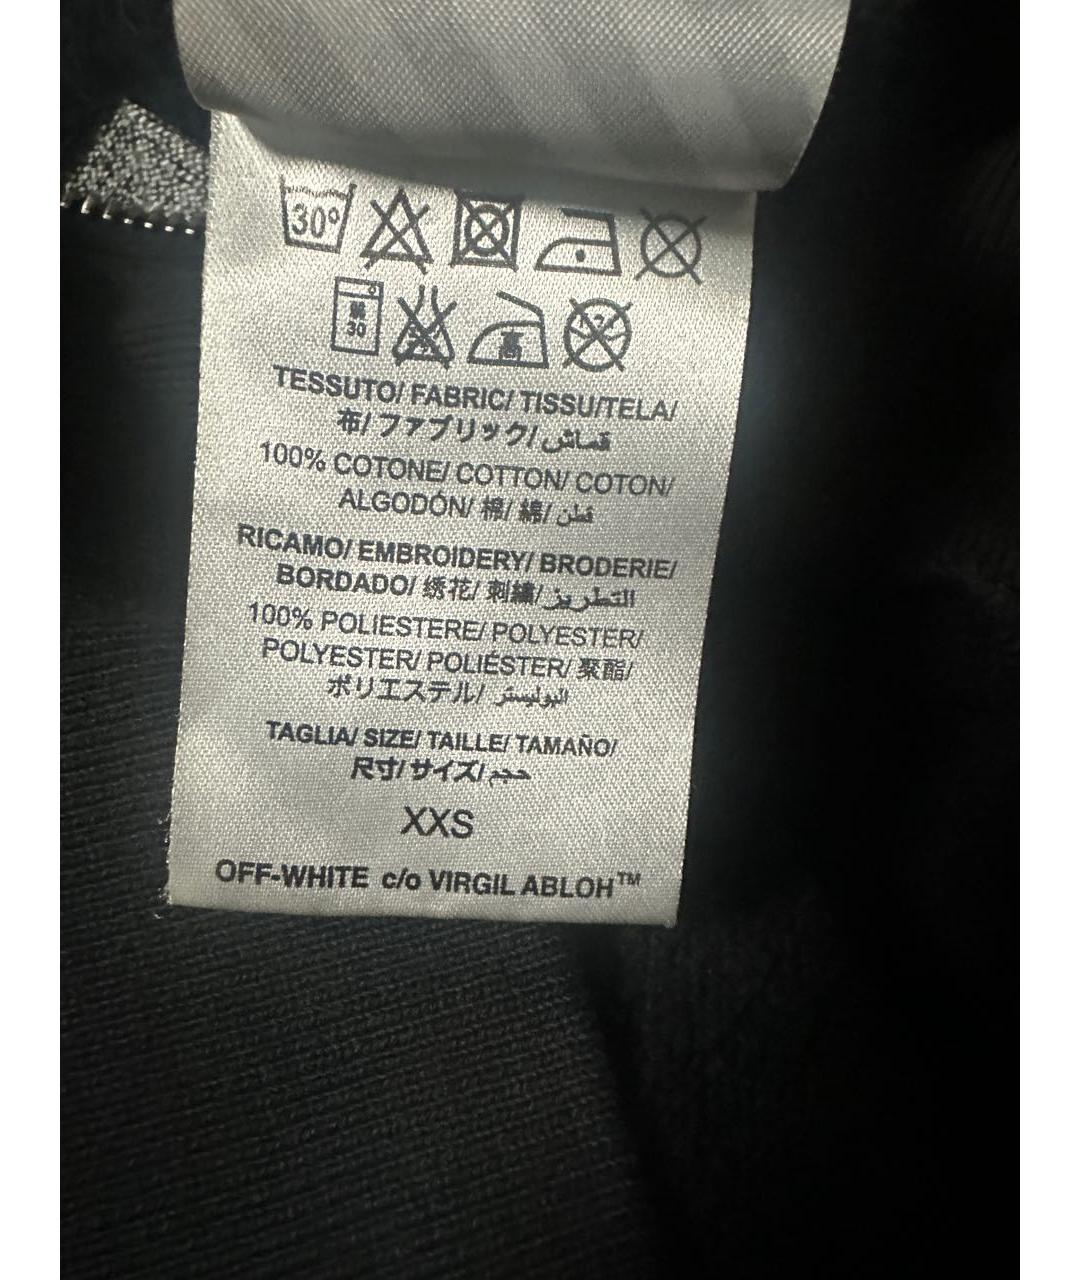 30°
30
TESSUTO/ FABRIC/ TISSU/TELA/
布/ ファブリック/ قماش
100% COTONE/ COTTON/ COTON/
ALGODÓN/ 棉/ 綿/ قطن
RICAMO/ EMBROIDERY/ BRODERIE/
BORDADO/ 绣花/ 刺繍/ التطريز
100% POLIESTERE/ POLYESTER/
POLYESTER/ POLIÉSTER/ 聚酯/
ポリエステル/ البوليستر
TAGLIA/ SIZE/ TAILLE/ TAMAÑO/
尺寸/ サイズ/ حجم
XXS
OFF-WHITE c/o VIRGIL ABLOH™